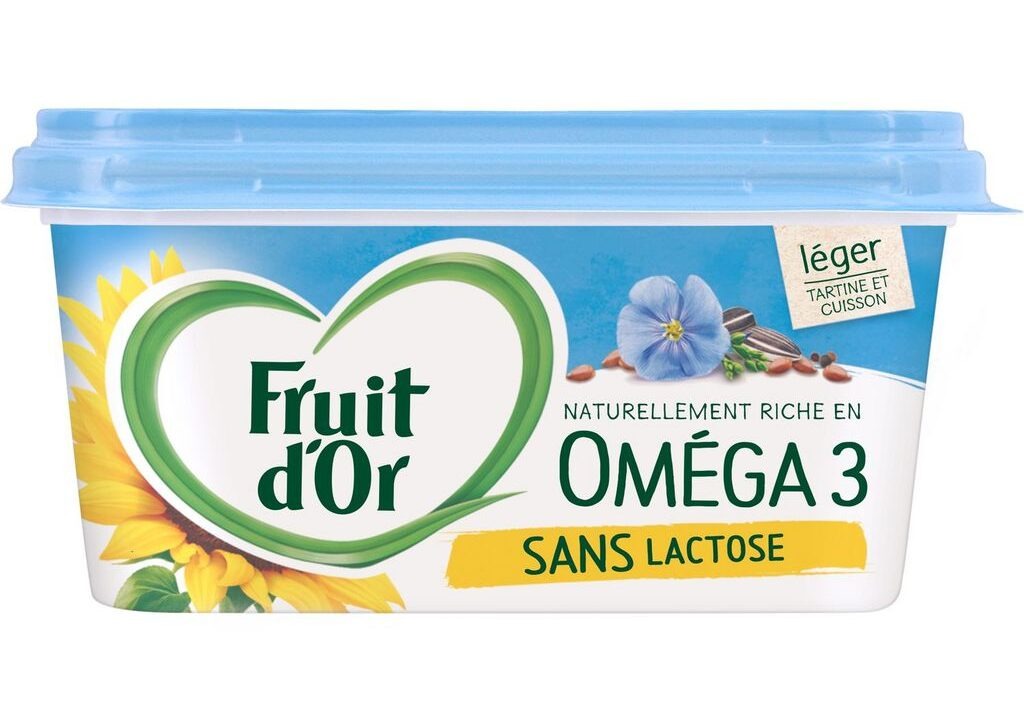 léger
TARTINE ET
CUISSON
Fruit
d'Or
NATURELLEMENT RICHE EN
OMÉGA 3
SANS LACTOSE